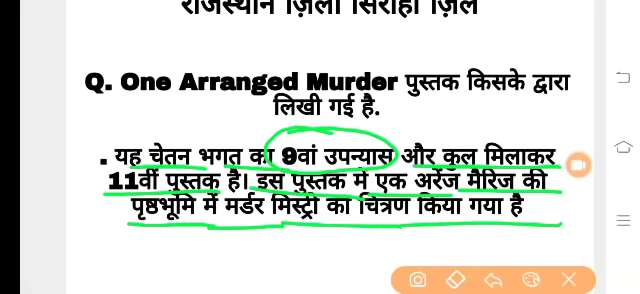 राजस्थान ज़िला सिरोही ज़िले
Q. One Arranged Murder पुस्तक किसके द्वारा
लिखी गई है.
. यह चेतन भगत का 9वां उपन्यास और कुल मिलाकर
11वीं पुस्तक है। इस पुस्तक में एक अरेंज मैरिज की
पृष्ठभूमि में मर्डर मिस्ट्री का चित्रण किया गया है